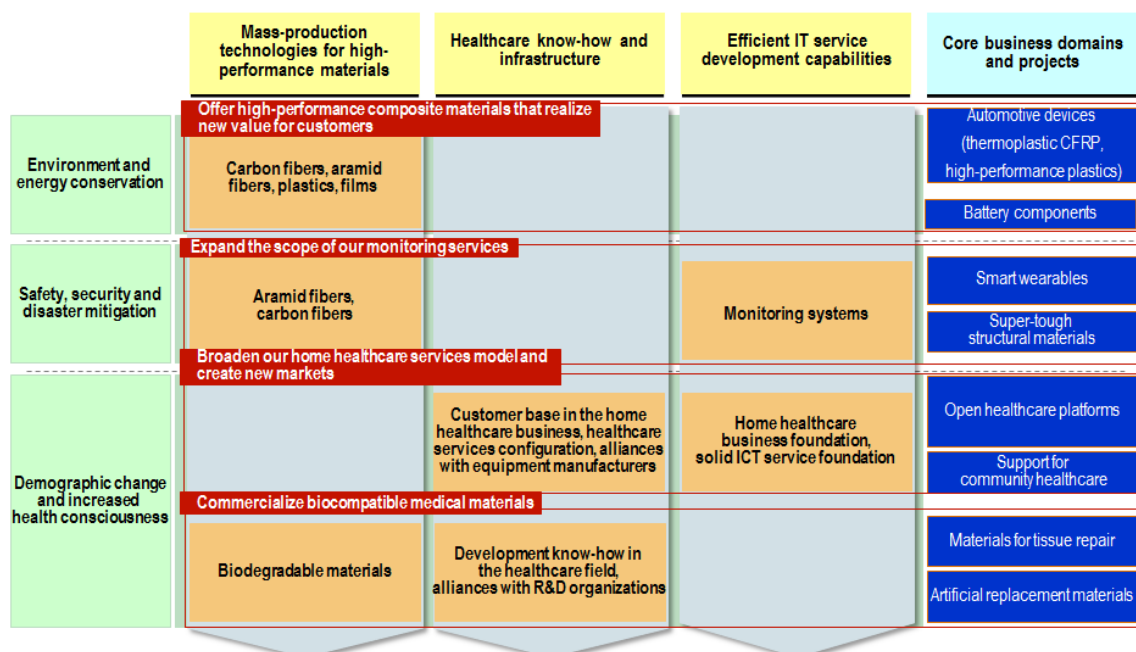 Mass-production
technologies for high-
performance materials
Healthcare know-how and
infrastructure
Efficient IT service
development capabilities
Core business domains
and projects
Offer high-performance composite materials that realize
new value for customers
Environment and
energy conservation
Carbon fibers, aramid
fibers, plastics, films
Automotive devices
(thermoplastic CFRP,
high-performance plastics)
Battery components
Expand the scope of our monitoring services
Safety, security and
disaster mitigation
Aramid fibers,
carbon fibers
Monitoring systems
Smart wearables
Super-tough
structural materials
Broaden our home healthcare services model and
create new markets
Demographic change
and increased
health consciousness
Customer base in the home
healthcare business, healthcare
services configuration, alliances
with equipment manufacturers
Home healthcare
business foundation,
solid ICT service foundation
Open healthcare platforms
Support for
community healthcare
Commercialize biocompatible medical materials
Biodegradable materials
Development know-how in
the healthcare field,
alliances with R&D organizations
Materials for tissue repair
Artificial replacement materials